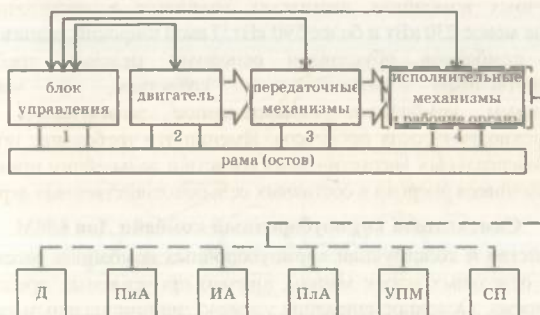 блок
управления
двигатель
передаточные
механизмы
исполнительные
механизмы
и рабочие органы
1 2 3 4
рама (остов)
Д ПиА ИА ПлА УПМ СП